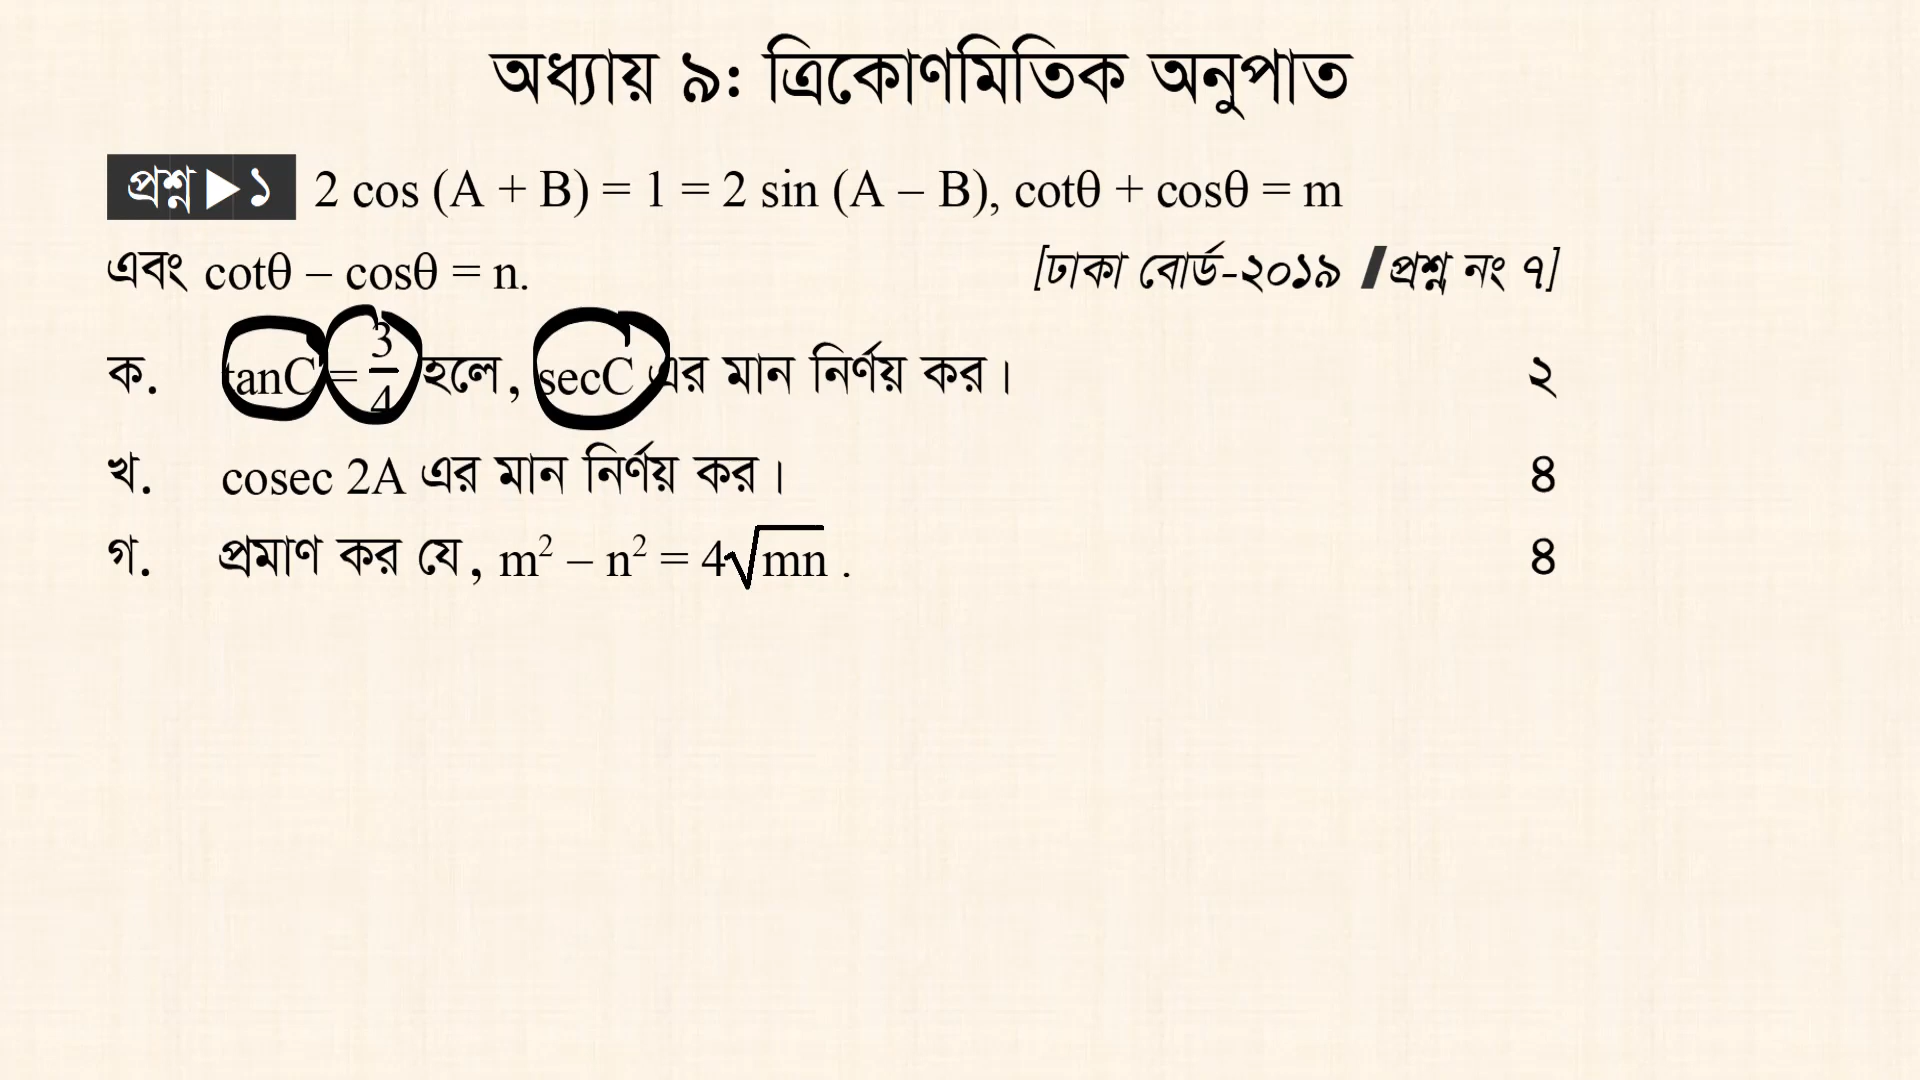 অধ্যায় ৯: ত্রিকোণমিতিক অনুপাত
প্রশ্ন ▶ ১ 2 cos (A + B) = 1 = 2 sin (A – B), cotθ + cosθ = m
এবং cotθ – cosθ = n. [ঢাকা বোর্ড-২০১৯ ▌প্রশ্ন নং ৭]
ক. tanC = 3/4 হলে, secC এর মান নির্ণয় কর। ২
খ. cosec 2A এর মান নির্ণয় কর। ৪
গ. প্রমাণ কর যে, m² – n² = 4√mn . ৪